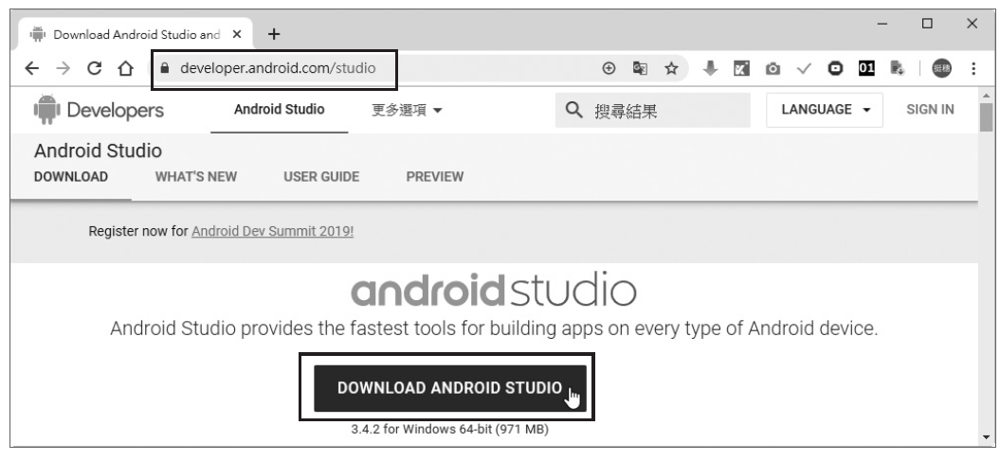 Download Android Studio and
developer.android.com/studio
01
Developers Android Studio 更多選項 搜尋結果 LANGUAGE SIGN IN
Android Studio
DOWNLOAD WHAT'S NEW USER GUIDE PREVIEW
Register now for Android Dev Summit 2019!
androidstudio
Android Studio provides the fastest tools for building apps on every type of Android device.
DOWNLOAD ANDROID STUDIO
3.4.2 for Windows 64-bit (971 MB)